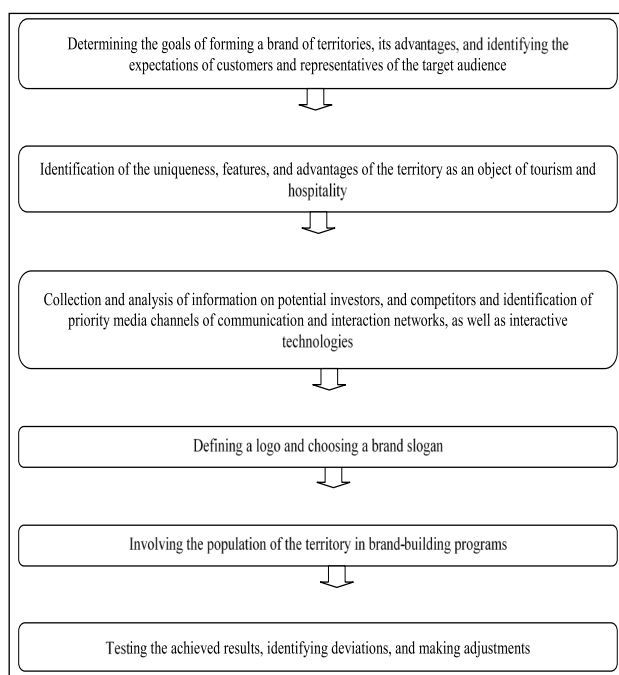 Determining the goals of forming a brand of territories, its advantages, and identifying the
expectations of customers and representatives of the target audience
Identification of the uniqueness, features, and advantages of the territory as an object of tourism and
hospitality
Collection and analysis of information on potential investors, and competitors and identification of
priority media channels of communication and interaction networks, as well as interactive
technologies
Defining a logo and choosing a brand slogan
Involving the population of the territory in brand-building programs
Testing the achieved results, identifying deviations, and making adjustments